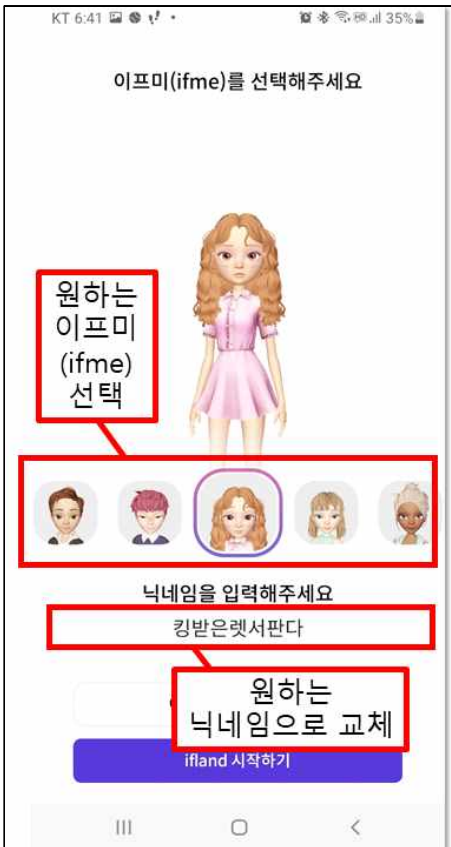 KT 6:41 35%
이프미(ifme)를 선택해주세요
원하는
이프미
(ifme)
선택
닉네임을 입력해주세요
킹받은렛서판다
원하는
닉네임으로 교체
ifland 시작하기